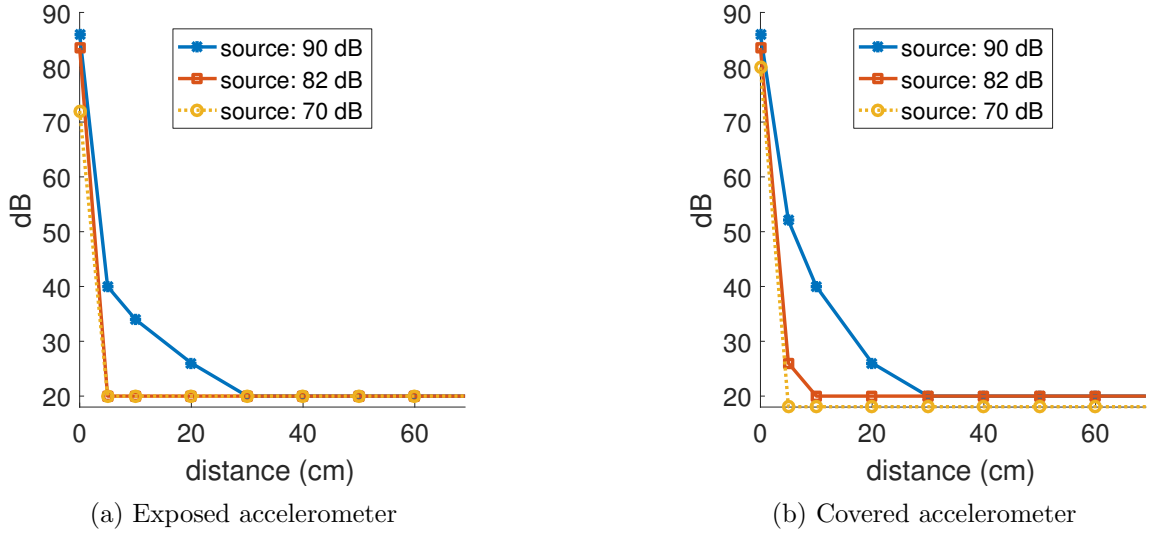 90
80
70
60
50
40
30
20
dB
source: 90 dB
source: 82 dB
source: 70 dB
0
20
40
60
distance (cm)
(a) Exposed accelerometer
90
80
70
60
50
40
30
20
dB
source: 90 dB
source: 82 dB
source: 70 dB
0
20
40
60
distance (cm)
(b) Covered accelerometer